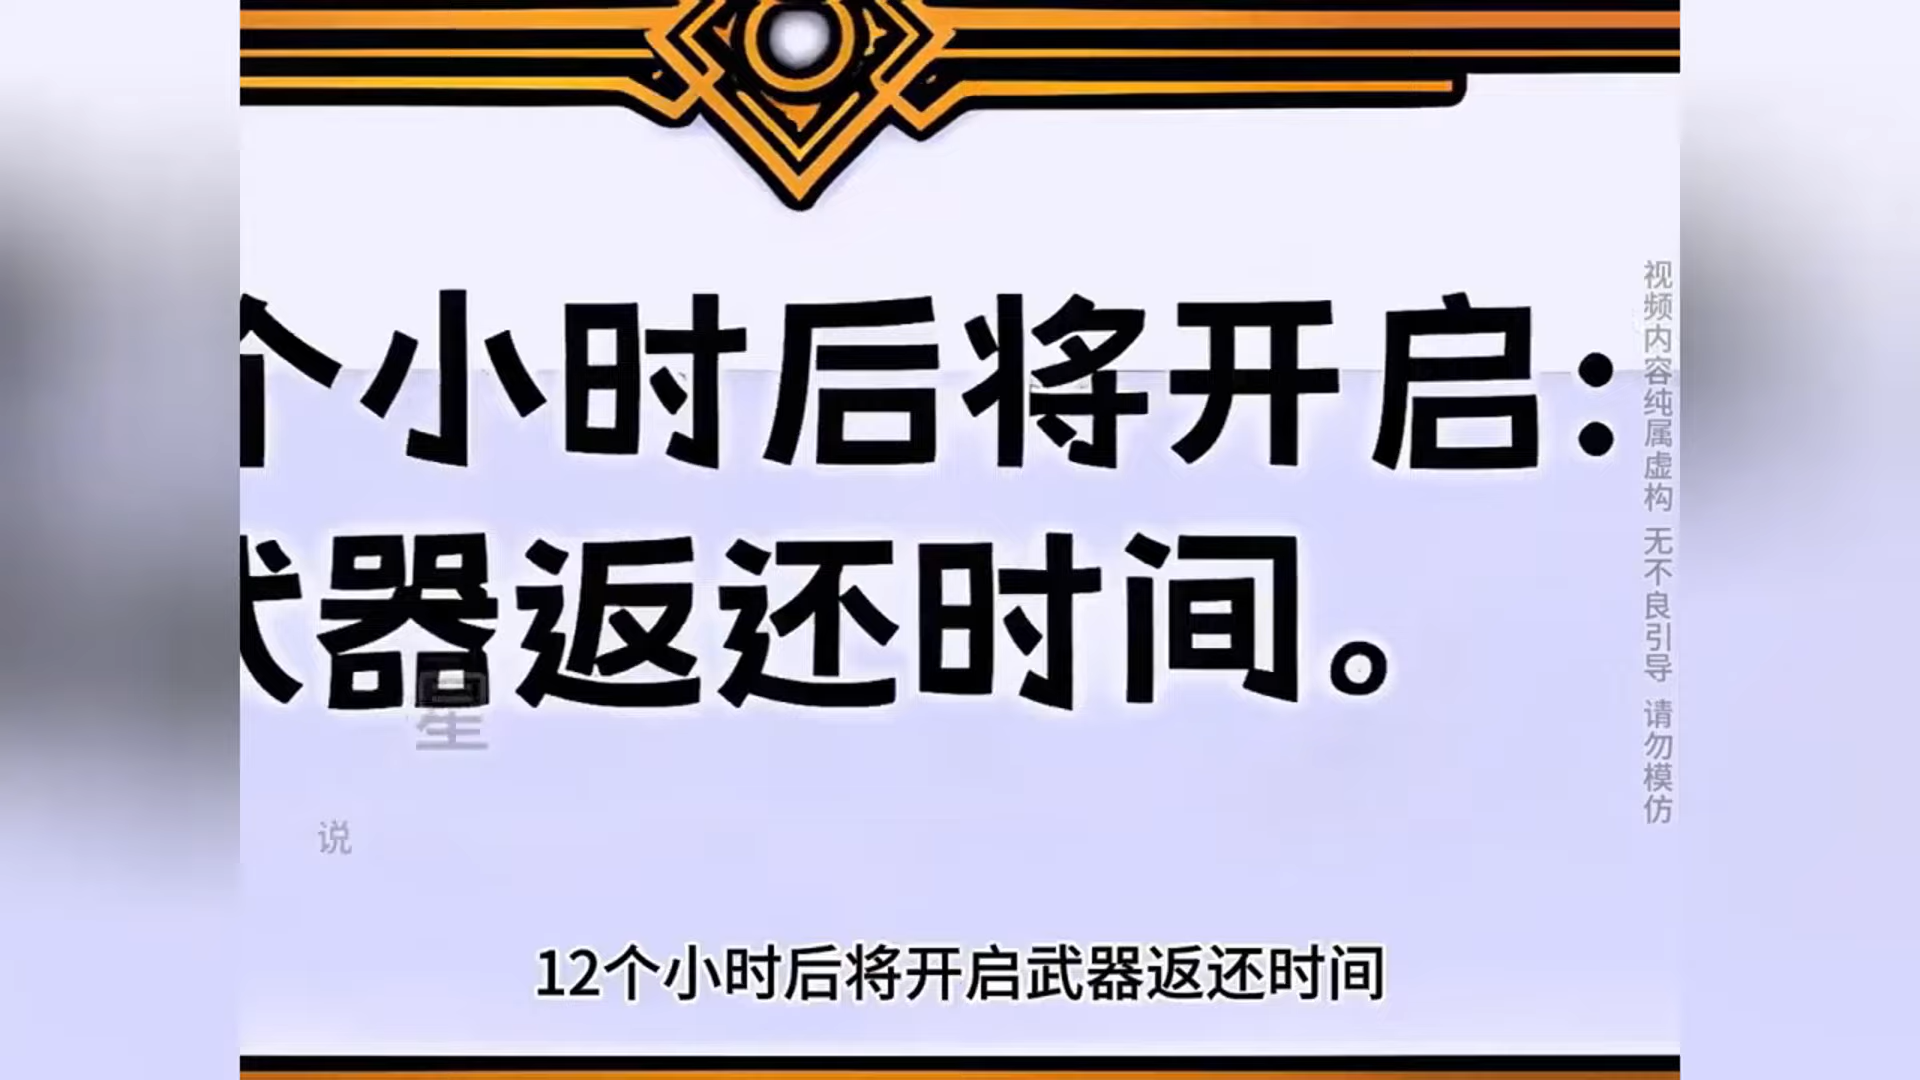 个小时后将开启：
武器返还时间。
星
说
12个小时后将开启武器返还时间
视频内容纯属虚构 无不良引导 请勿模仿